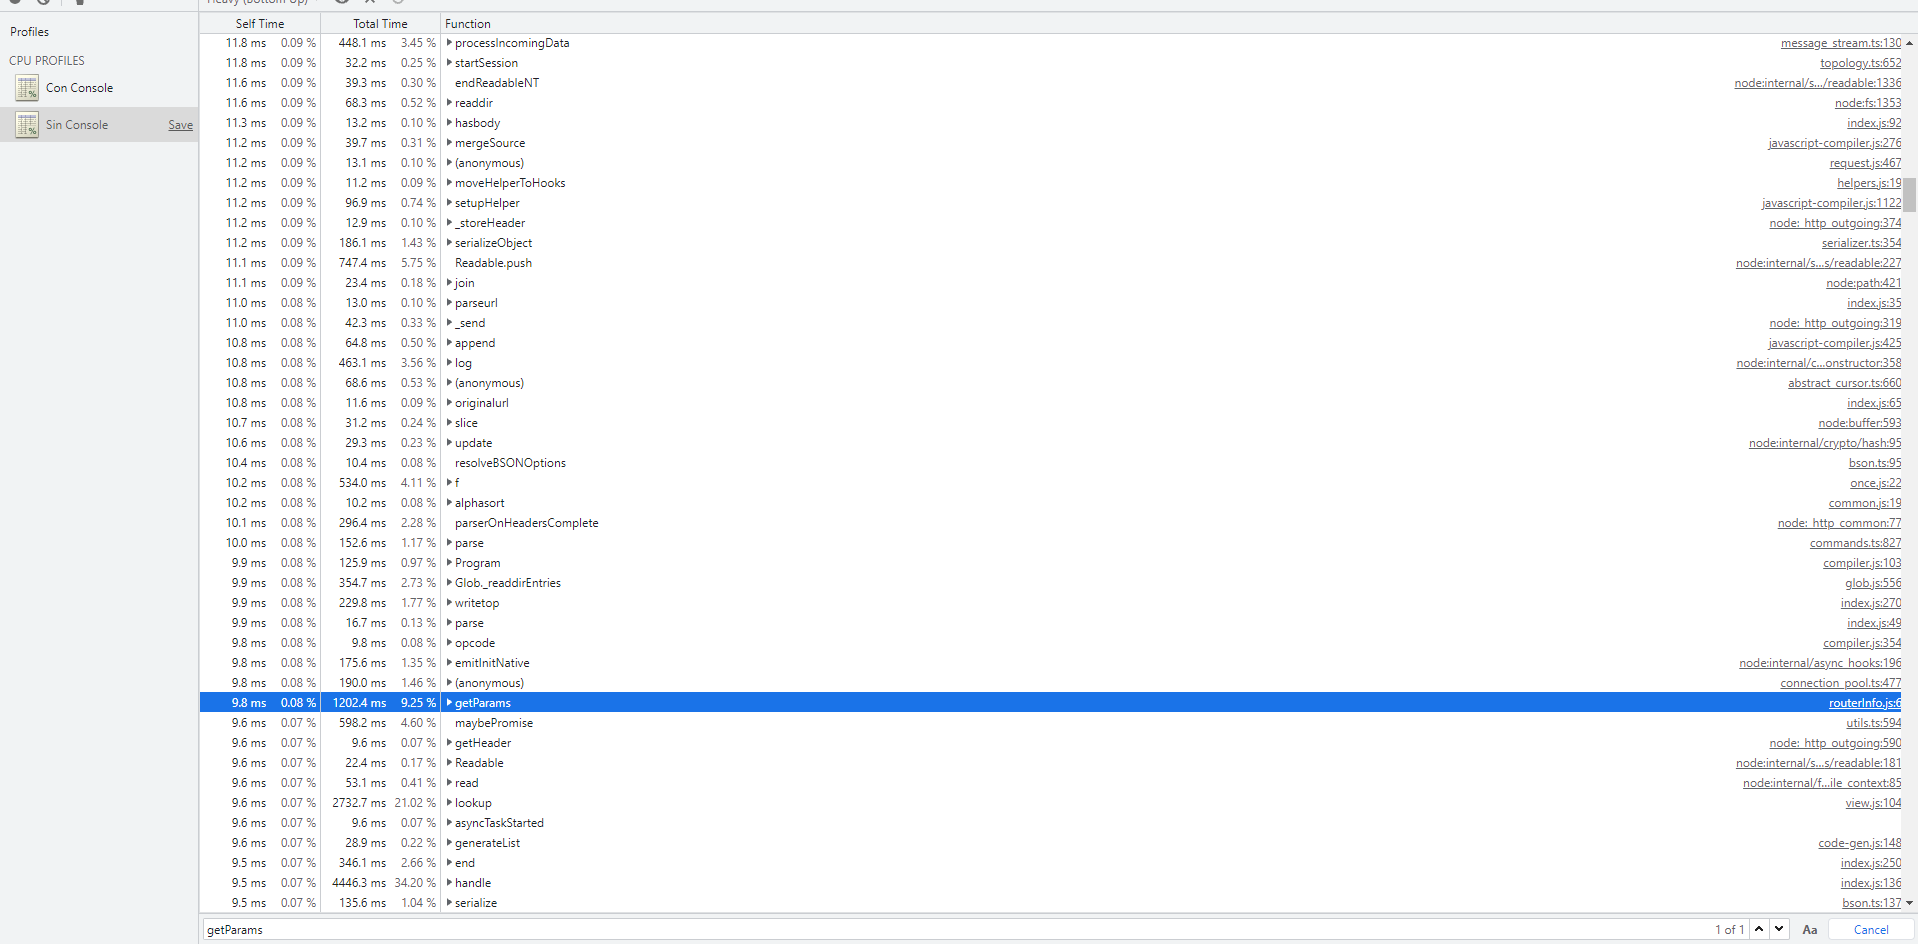 Heavy (Bottom Up)
Self Time Total Time Function
Profiles
CPU PROFILES
Con Console
Sin Console Save
11.8 ms 0.09 % 448.1 ms 3.45 % processIncomingData message_stream.ts:130
11.8 ms 0.09 % 32.2 ms 0.25 % startSession topology.ts:652
11.6 ms 0.09 % 39.3 ms 0.30 % endReadableNT node:internal/s…/readable:1336
11.6 ms 0.09 % 68.3 ms 0.52 % readdir node:fs:1353
11.3 ms 0.09 % 13.2 ms 0.10 % hasbody index.js:92
11.2 ms 0.09 % 39.7 ms 0.31 % mergeSource javascript-compiler.js:276
11.2 ms 0.09 % 13.1 ms 0.10 % (anonymous) request.js:467
11.2 ms 0.09 % 11.2 ms 0.09 % moveHelperToHooks helpers.js:19
11.2 ms 0.09 % 96.9 ms 0.74 % setupHelper javascript-compiler.js:1122
11.2 ms 0.09 % 12.9 ms 0.10 % _storeHeader node:_http_outgoing:374
11.2 ms 0.09 % 186.1 ms 1.43 % serializeObject serializer.ts:354
11.1 ms 0.09 % 747.4 ms 5.75 % Readable.push node:internal/s…s/readable:227
11.1 ms 0.09 % 23.4 ms 0.18 % join node:path:421
11.0 ms 0.08 % 13.0 ms 0.10 % parseurl index.js:35
11.0 ms 0.08 % 42.3 ms 0.33 % _send node:_http_outgoing:319
10.8 ms 0.08 % 64.8 ms 0.50 % append javascript-compiler.js:425
10.8 ms 0.08 % 463.1 ms 3.56 % log node:internal/c…onstructor:358
10.8 ms 0.08 % 68.6 ms 0.53 % (anonymous) abstract_cursor.ts:660
10.8 ms 0.08 % 11.6 ms 0.09 % originalurl index.js:65
10.7 ms 0.08 % 31.2 ms 0.24 % slice node:buffer:593
10.6 ms 0.08 % 29.3 ms 0.23 % update node:internal/crypto/hash:95
10.4 ms 0.08 % 10.4 ms 0.08 % resolveBSONOptions bson.ts:95
10.2 ms 0.08 % 534.0 ms 4.11 % f once.js:22
10.2 ms 0.08 % 10.2 ms 0.08 % alphasort common.js:19
10.1 ms 0.08 % 296.4 ms 2.28 % parserOnHeadersComplete node:_http_common:77
10.0 ms 0.08 % 152.6 ms 1.17 % parse commands.ts:827
9.9 ms 0.08 % 125.9 ms 0.97 % Program compiler.js:103
9.9 ms 0.08 % 354.7 ms 2.73 % Glob._readdirEntries glob.js:556
9.9 ms 0.08 % 229.8 ms 1.77 % writetop index.js:270
9.9 ms 0.08 % 16.7 ms 0.13 % parse index.js:49
9.8 ms 0.08 % 9.8 ms 0.08 % opcode compiler.js:354
9.8 ms 0.08 % 175.6 ms 1.35 % emitInitNative node:internal/async_hooks:196
9.8 ms 0.08 % 190.0 ms 1.46 % (anonymous) connection_pool.ts:477
9.8 ms 0.08 % 1202.4 ms 9.25 % getParams routerInfo.js:6
9.6 ms 0.07 % 598.2 ms 4.60 % maybePromise utils.ts:594
9.6 ms 0.07 % 9.6 ms 0.07 % getHeader node:_http_outgoing:590
9.6 ms 0.07 % 22.4 ms 0.17 % Readable node:internal/s…s/readable:181
9.6 ms 0.07 % 53.1 ms 0.41 % read node:internal/f…ile_context:85
9.6 ms 0.07 % 2732.7 ms 21.02 % lookup view.js:104
9.6 ms 0.07 % 9.6 ms 0.07 % asyncTaskStarted
9.6 ms 0.07 % 28.9 ms 0.22 % generateList code-gen.js:148
9.5 ms 0.07 % 346.1 ms 2.66 % end index.js:250
9.5 ms 0.07 % 4446.3 ms 34.20 % handle index.js:136
9.5 ms 0.07 % 135.6 ms 1.04 % serialize bson.ts:137
getParams 1 of 1 Aa Cancel